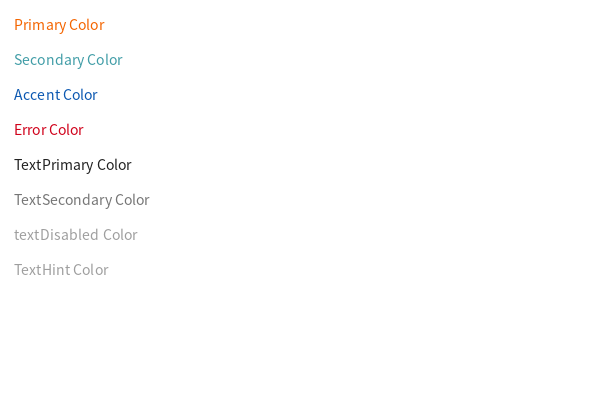 Primary Color
Secondary Color
Accent Color
Error Color
TextPrimary Color
TextSecondary Color
textDisabled Color
TextHint Color